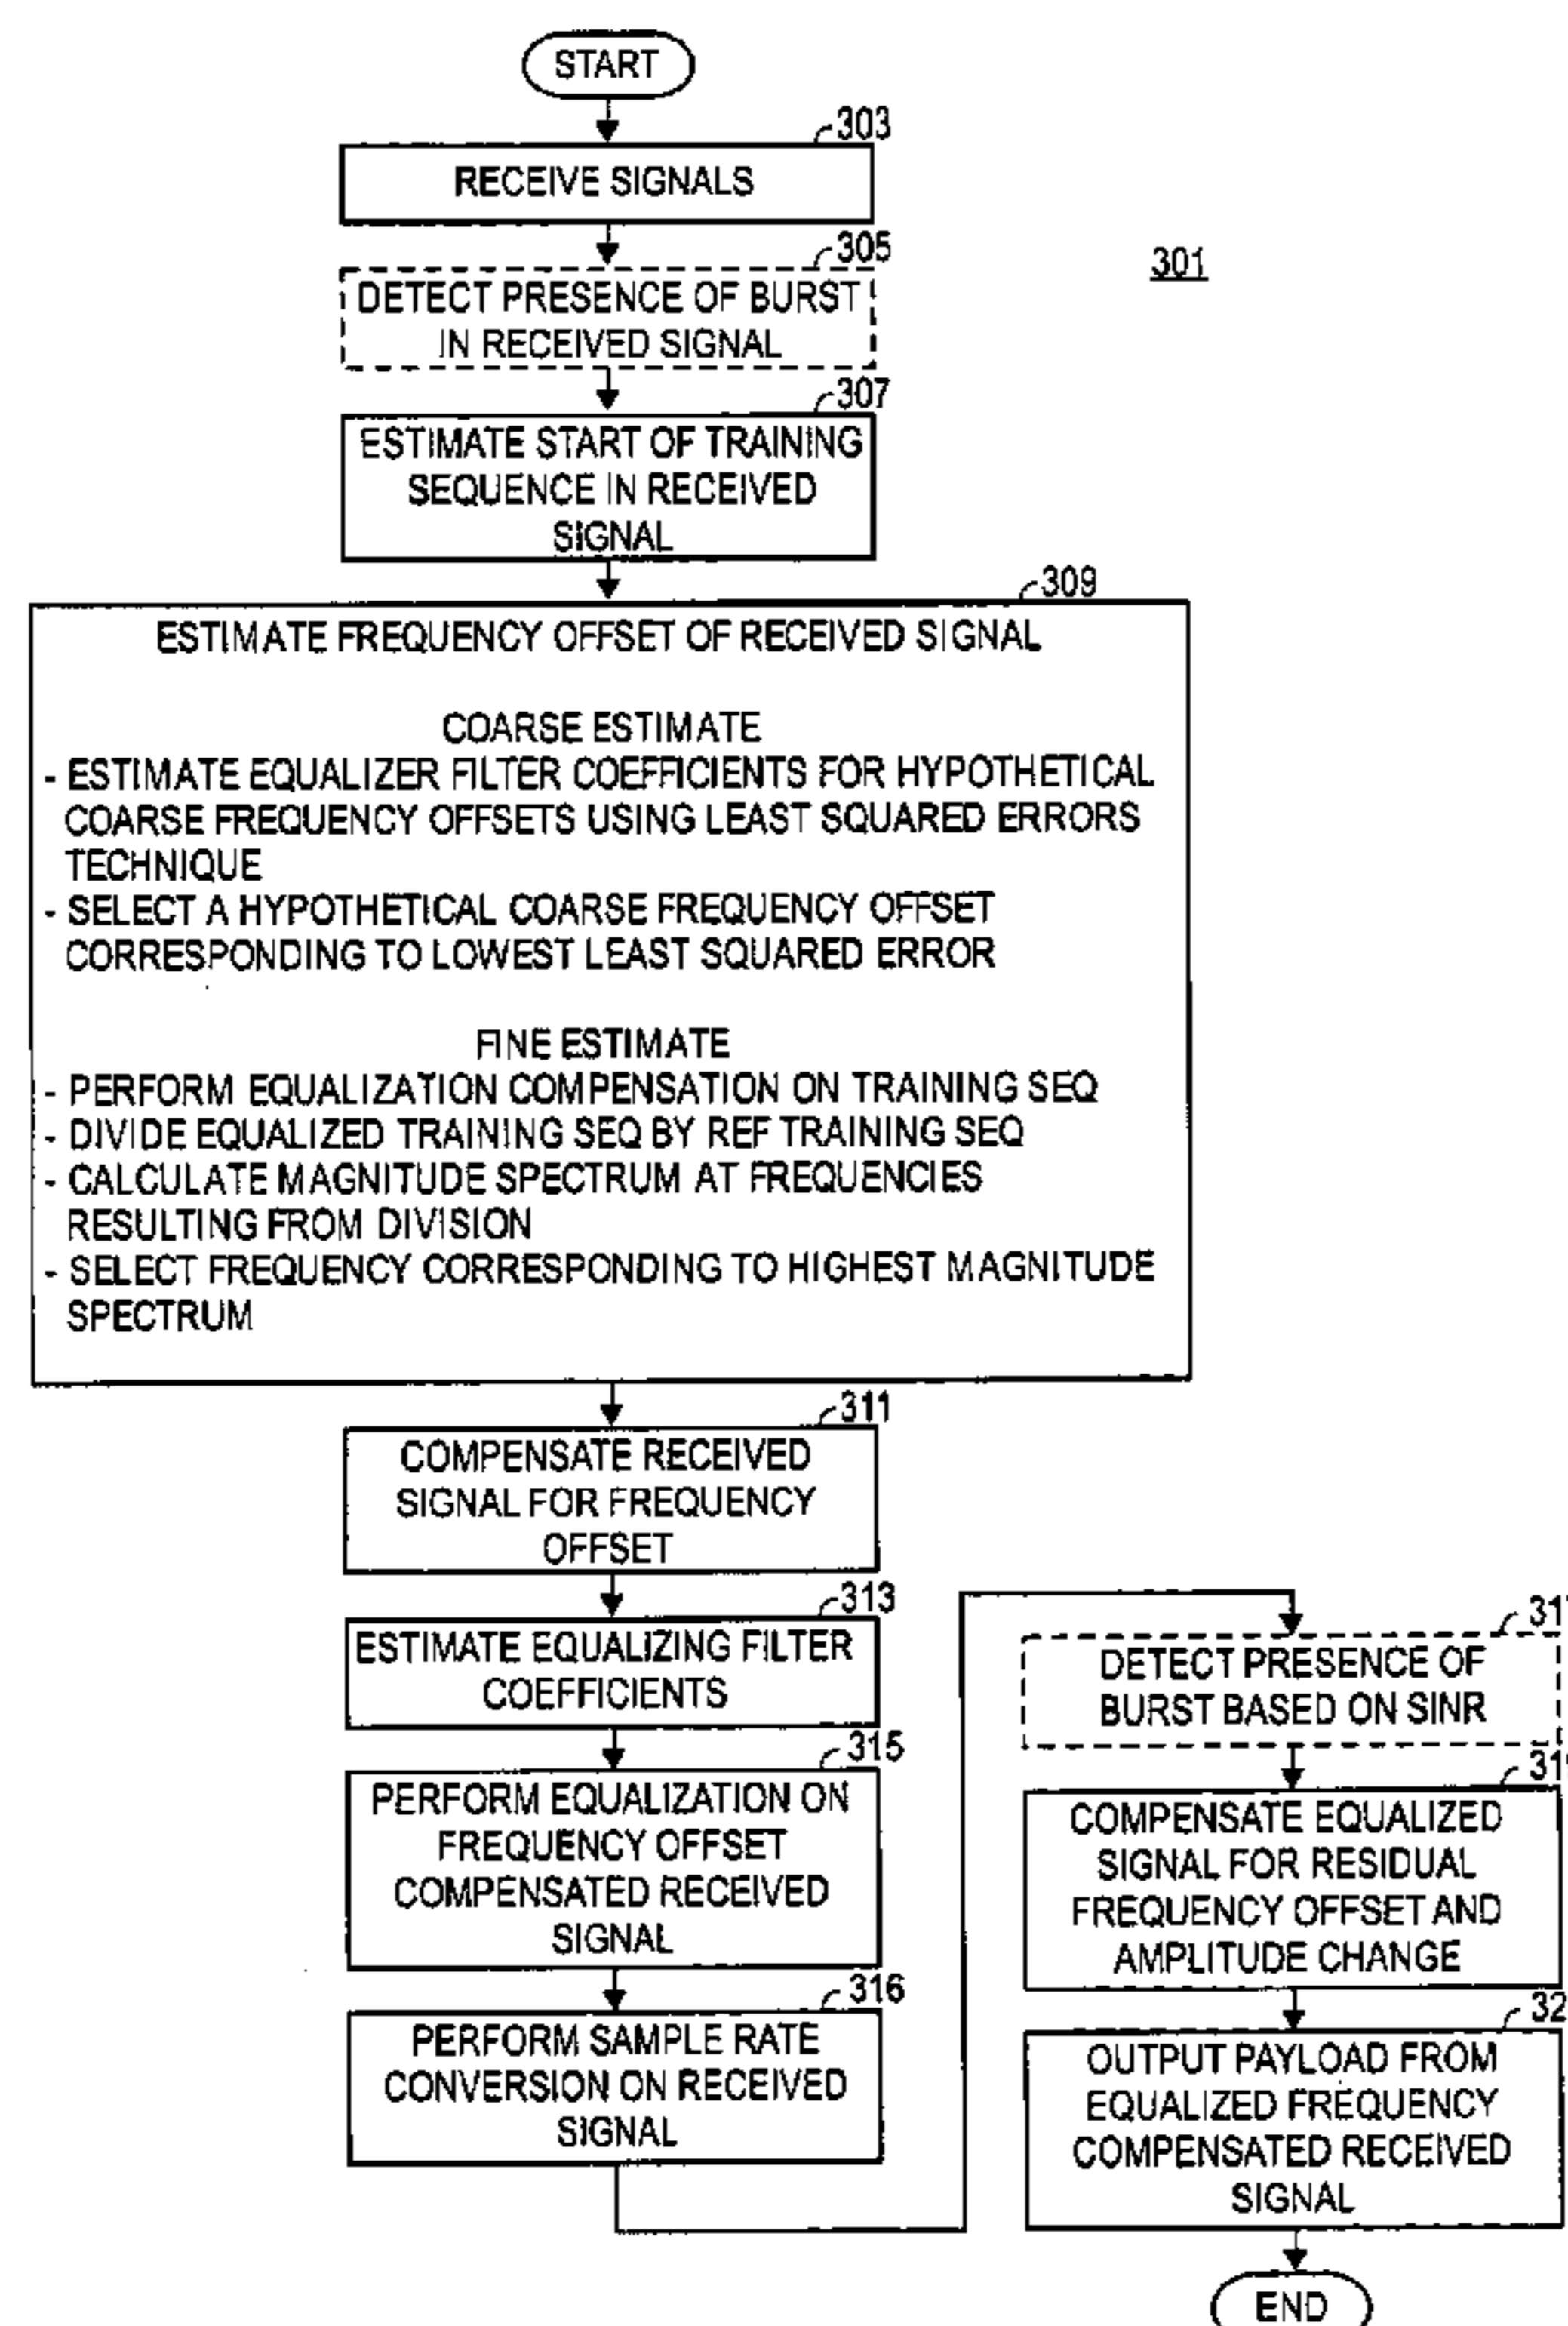 START
303
RECEIVE SIGNALS
305
301
DETECT PRESENCE OF BURST
IN RECEIVED SIGNAL
307
ESTIMATE START OF TRAINING
SEQUENCE IN RECEIVED
SIGNAL
309
ESTIMATE FREQUENCY OFFSET OF RECEIVED SIGNAL
COARSE ESTIMATE
- ESTIMATE EQUALIZER FILTER COEFFICIENTS FOR HYPOTHETICAL
COARSE FREQUENCY OFFSETS USING LEAST SQUARED ERRORS
TECHNIQUE
- SELECT A HYPOTHETICAL COARSE FREQUENCY OFFSET
CORRESPONDING TO LOWEST LEAST SQUARED ERROR
FINE ESTIMATE
- PERFORM EQUALIZATION COMPENSATION ON TRAINING SEQ
- DIVIDE EQUALIZED TRAINING SEQ BY REF TRAINING SEQ
- CALCULATE MAGNITUDE SPECTRUM AT FREQUENCIES
RESULTING FROM DIVISION
- SELECT FREQUENCY CORRESPONDING TO HIGHEST MAGNITUDE
SPECTRUM
311
COMPENSATE RECEIVED
SIGNAL FOR FREQUENCY
OFFSET
313
ESTIMATE EQUALIZING FILTER
COEFFICIENTS
315
PERFORM EQUALIZATION ON
FREQUENCY OFFSET
COMPENSATED RECEIVED
SIGNAL
316
PERFORM SAMPLE RATE
CONVERSION ON RECEIVED
SIGNAL
DETECT PRESENCE OF
BURST BASED ON SINR
COMPENSATE EQUALIZED
SIGNAL FOR RESIDUAL
FREQUENCY OFFSET AND
AMPLITUDE CHANGE
OUTPUT PAYLOAD FROM
EQUALIZED FREQUENCY
COMPENSATED RECEIVED
SIGNAL
END